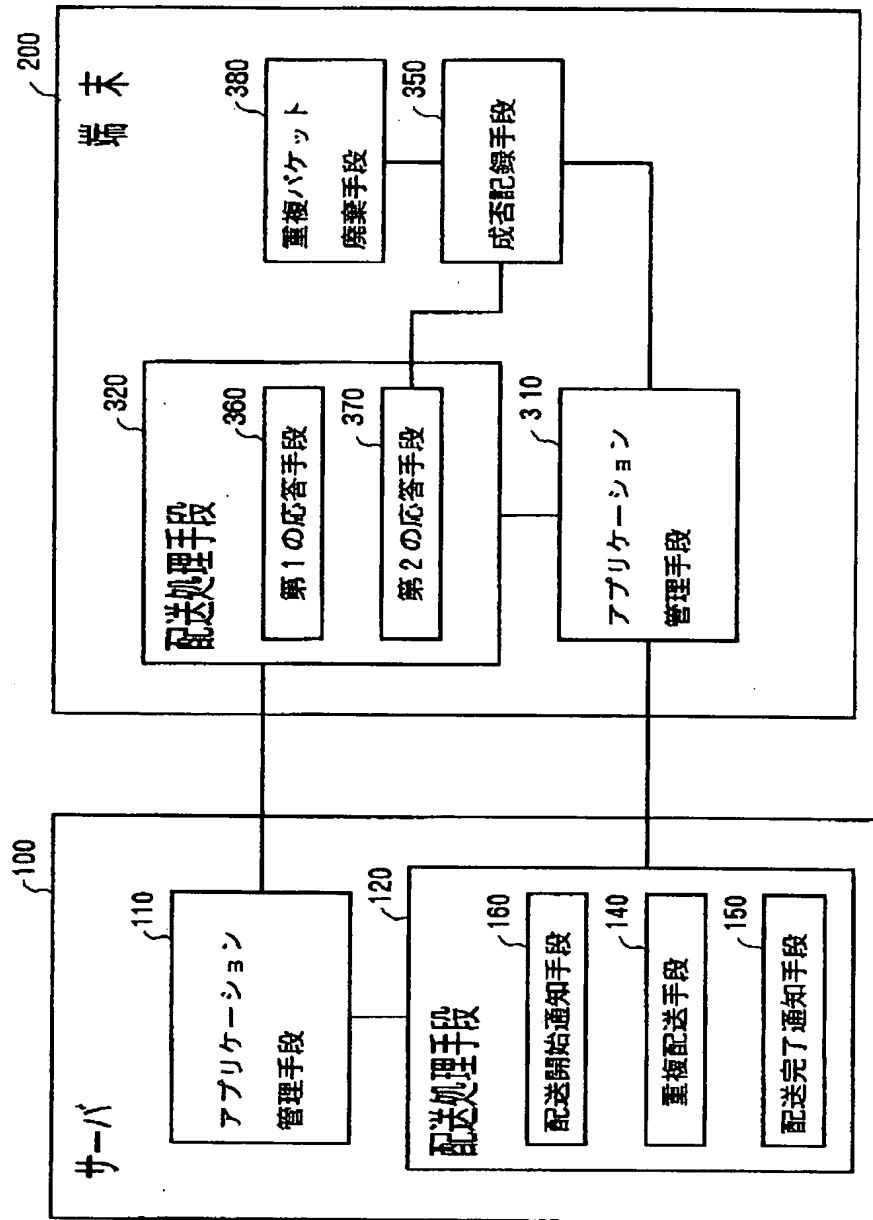 サーバ
100
アプリケーション
管理手段
110
配送処理手段
120
配送開始通知手段
160
重複配送手段
140
配送完了通知手段
150
端末
200
配送処理手段
320
第1の応答手段
360
第2の応答手段
370
重複パケット
廃棄手段
380
成否記録手段
350
アプリケーション
管理手段
310